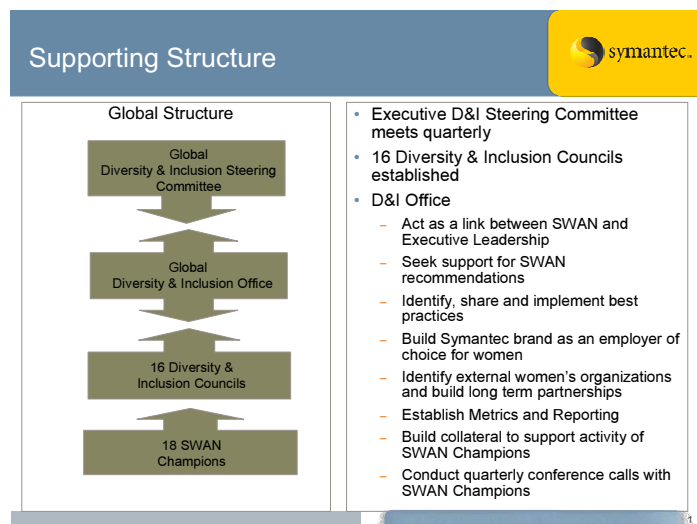 Supporting Structure
symantec™
Global Structure
Global
Diversity & Inclusion Steering
Committee
Global
Diversity & Inclusion Office
16 Diversity &
Inclusion Councils
18 SWAN
Champions
• Executive D&I Steering Committee
meets quarterly
• 16 Diversity & Inclusion Councils
established
• D&I Office
– Act as a link between SWAN and
Executive Leadership
– Seek support for SWAN
recommendations
– Identify, share and implement best
practices
– Build Symantec brand as an employer of
choice for women
– Identify external women's organizations
and build long term partnerships
– Establish Metrics and Reporting
– Build collateral to support activity of
SWAN Champions
– Conduct quarterly conference calls with
SWAN Champions
1